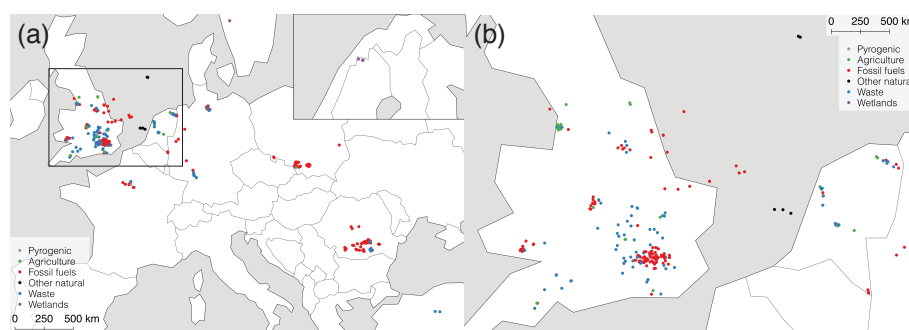 (a)
Pyrogenic
Agriculture
Fossil fuels
Other natural
Waste
Wetlands
0 250 500 km
(b)
0 250 500 km
Pyrogenic
Agriculture
Fossil fuels
Other natural
Waste
Wetlands